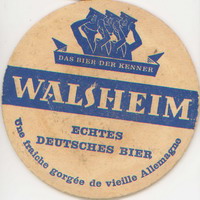 DAS BIER DER KENNER
WALSHEIM
ECHTES
DEUTSCHES BIER
Une fraîche gorgée de vieille Allemagne